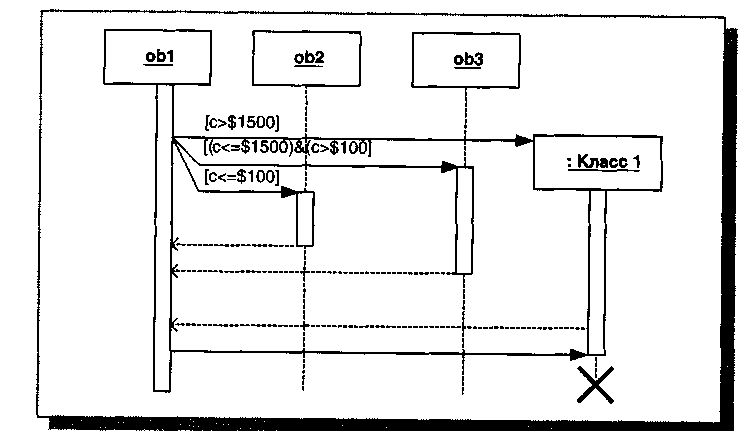 ob1
ob2
ob3
[c>$1500]
[(c<=$1500)&(c>$100]
: Класс 1
[c<=$100]